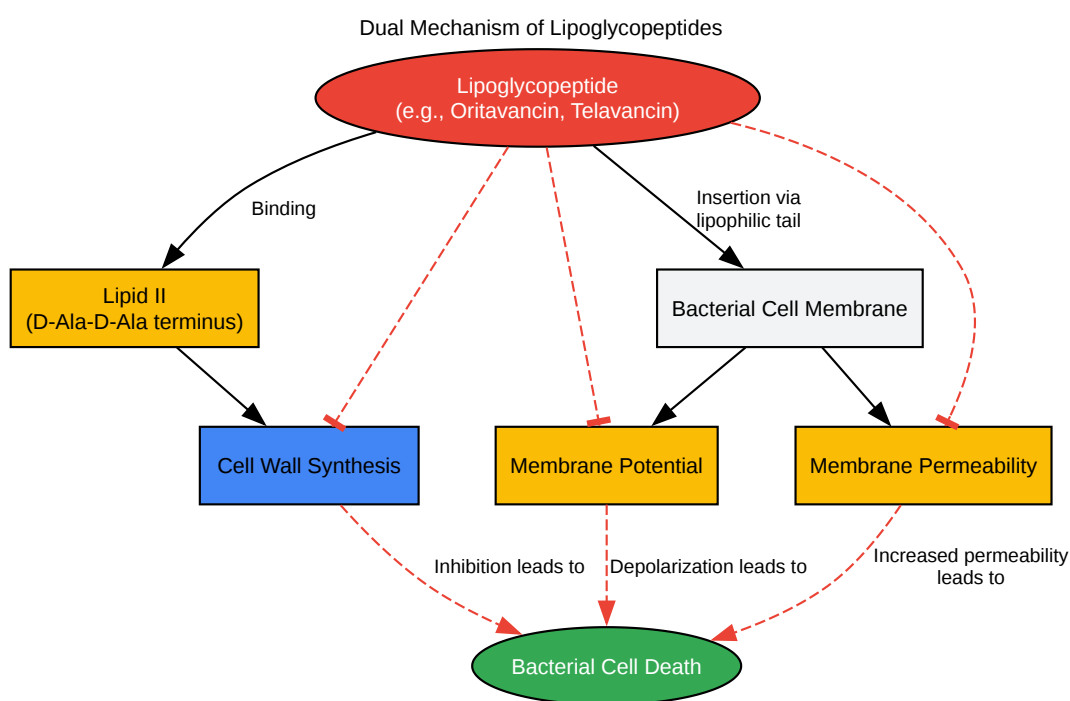 Dual Mechanism of Lipoglycopeptides
Lipoglycopeptide
(e.g., Oritavancin, Telavancin)
Binding
Insertion via
lipophilic tail
Lipid II
(D-Ala-D-Ala terminus)
Bacterial Cell Membrane
Cell Wall Synthesis
Membrane Potential
Membrane Permeability
Inhibition leads to
Depolarization leads to
Increased permeability
leads to
Bacterial Cell Death